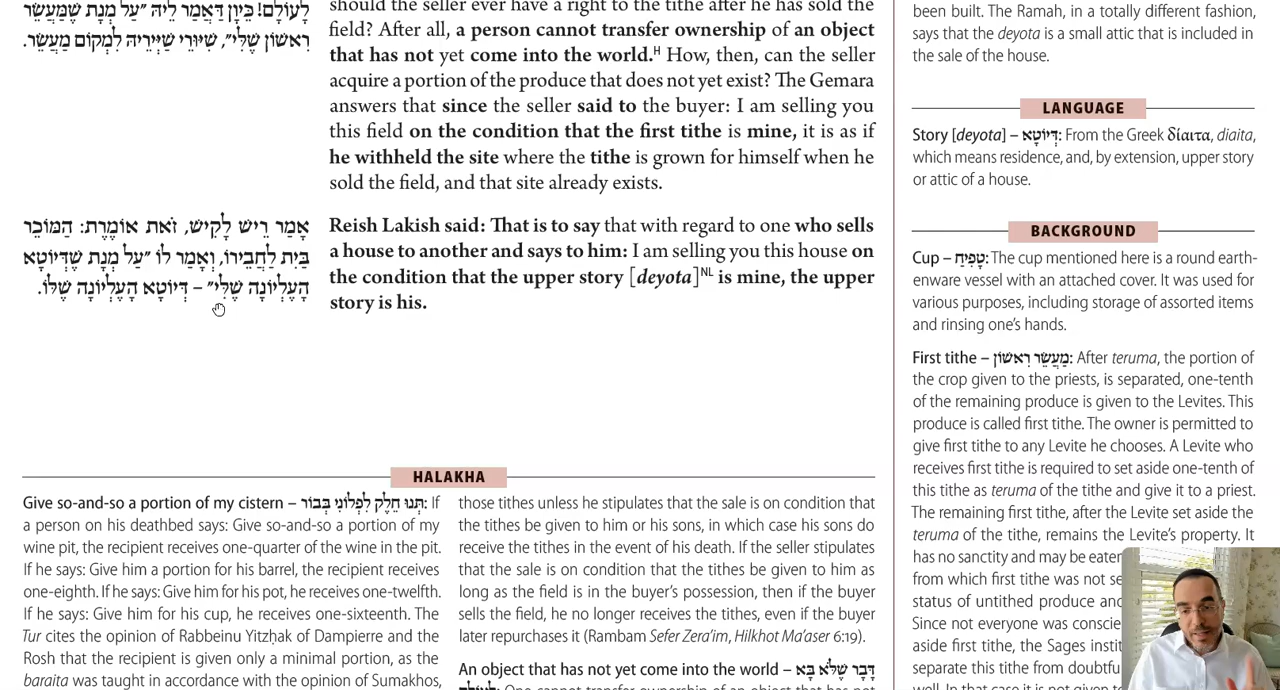 לְעוֹלָם! כֵּיוָן דַּאֲמַר לֵיהּ ״עַל מְנָת שֶׁמַּעֲשֵׂר
רִאשׁוֹן שֶׁלִּי״, שִׁיּוּרֵי שַׁיְּירֵיהּ לִמְקוֹם מַעֲשֵׂר.
אָמַר רֵישׁ לָקִישׁ, זֹאת אוֹמֶרֶת: הַמּוֹכֵר
בַּיִת לַחֲבֵירוֹ, וְאָמַר לוֹ ״עַל מְנָת שֶׁדְּיוֹטָא
הָעֶלְיוֹנָה שֶׁלִּי״ – דְּיוֹטָא הָעֶלְיוֹנָה שֶׁלּוֹ.
should the seller ever have a right to the tithe after he has sold the
field? After all, a person cannot transfer ownership of an object
that has not yet come into the world.H How, then, can the seller
acquire a portion of the produce that does not yet exist? The Gemara
answers that since the seller said to the buyer: I am selling you
this field on the condition that the first tithe is mine, it is as if
he withheld the site where the tithe is grown for himself when he
sold the field, and that site already exists.
Reish Lakish said: That is to say that with regard to one who sells
a house to another and says to him: I am selling you this house on
the condition that the upper story [deyota]NL is mine, the upper
story is his.
been built. The Ramah, in a totally different fashion,
says that the deyota is a small attic that is included in
the sale of the house.
LANGUAGE
Story [deyota] – דְּיוֹטָא: From the Greek δίαιτα, diaita,
which means residence, and, by extension, upper story
or attic of a house.
BACKGROUND
Cup – טָפִיחַ: The cup mentioned here is a round earth-
enware vessel with an attached cover. It was used for
various purposes, including storage of assorted items
and rinsing one's hands.
First tithe – מַעֲשֵׂר רִאשׁוֹן: After teruma, the portion of
the crop given to the priests, is separated, one-tenth
of the remaining produce is given to the Levites. This
produce is called first tithe. The owner is permitted to
give first tithe to any Levite he chooses. A Levite who
receives first tithe is required to set aside one-tenth of
this tithe as teruma of the tithe and give it to a priest.
The remaining first tithe, after the Levite set aside the
teruma of the tithe, remains the Levite's property. It
has no sanctity and may be eaten
from which first tithe was not se
status of untithed produce and
Since not everyone was conscie
aside first tithe, the Sages instit
separate this tithe from doubtfu
well. In that case it is not given t
HALAKHA
Give so-and-so a portion of my cistern – תְּנוּ חֵלֶק לִפְלוֹנִי בְּבוֹר: If
a person on his deathbed says: Give so-and-so a portion of my
wine pit, the recipient receives one-quarter of the wine in the pit.
If he says: Give him a portion for his barrel, the recipient receives
one-eighth. If he says: Give him for his pot, he receives one-twelfth.
If he says: Give him for his cup, he receives one-sixteenth. The
Tur cites the opinion of Rabbeinu Yitzḥak of Dampierre and the
Rosh that the recipient is given only a minimal portion, as the
baraita was taught in accordance with the opinion of Sumakhos,
those tithes unless he stipulates that the sale is on condition that
the tithes be given to him or his sons, in which case his sons do
receive the tithes in the event of his death. If the seller stipulates
that the sale is on condition that the tithes be given to him as
long as the field is in the buyer's possession, then if the buyer
sells the field, he no longer receives the tithes, even if the buyer
later repurchases it (Rambam Sefer Zera'im, Hilkhot Ma'aser 6:19).
An object that has not yet come into the world – דָּבָר שֶׁלֹּא בָּא
One cannot transfer ownership of an object that has not